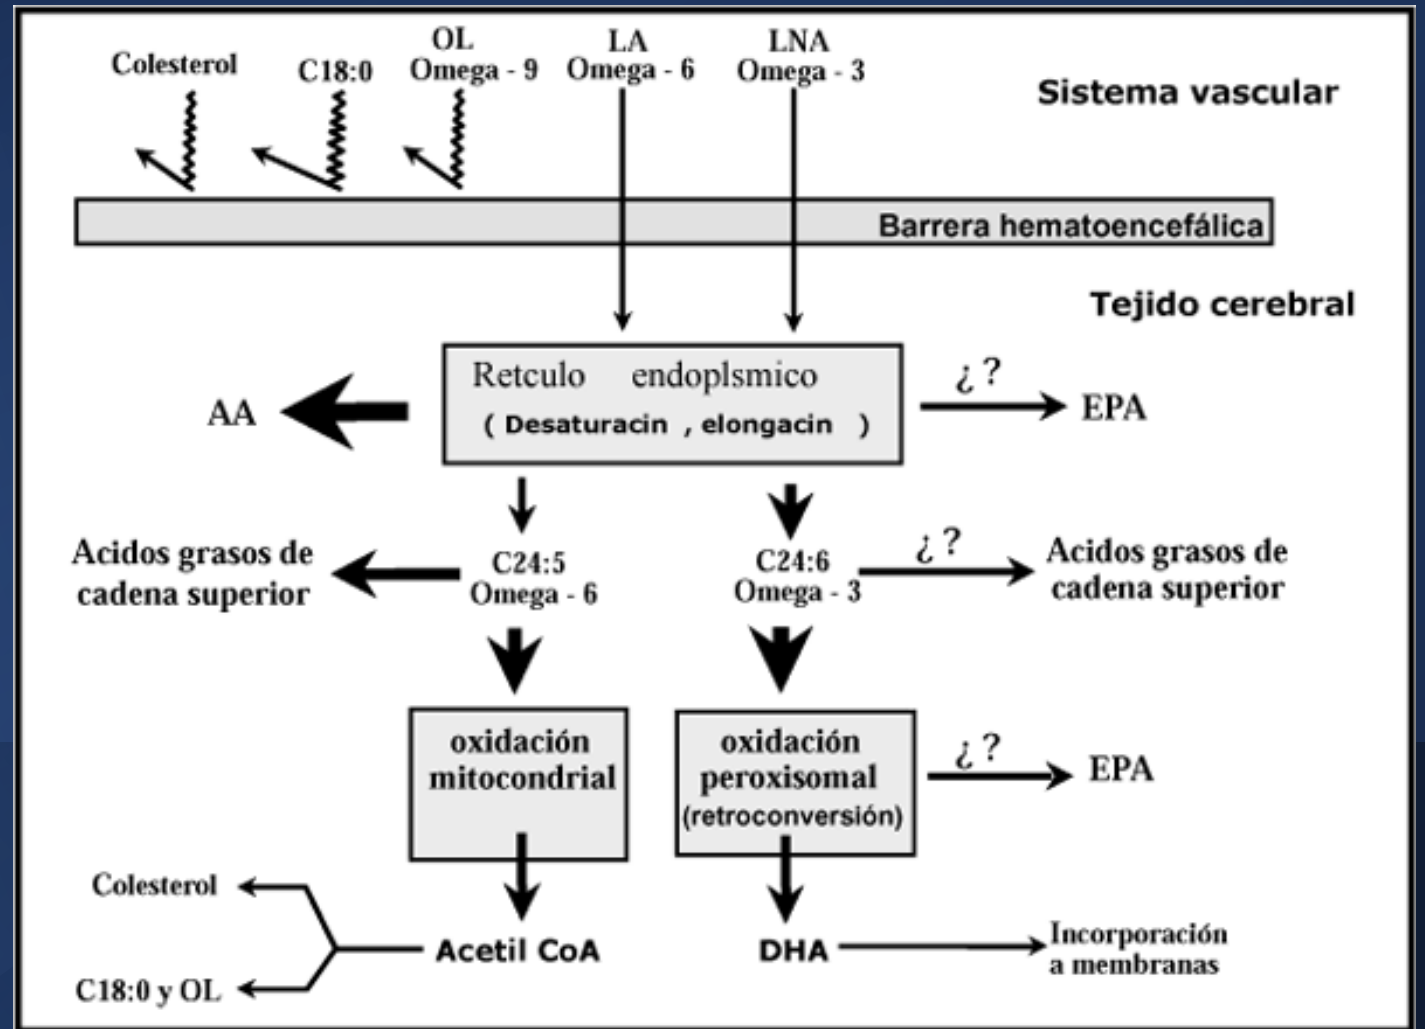 Colesterol
C18:0
OL
Omega - 9
LA
Omega - 6
LNA
Omega - 3
Sistema vascular
Barrera hematoencefálica
Tejido cerebral
Retculo endoplsmico
( Desaturacin , elongacin )
AA
¿ ?
EPA
Acidos grasos de
cadena superior
C24:5
Omega - 6
C24:6
Omega - 3
¿ ?
Acidos grasos de
cadena superior
oxidación
mitocondrial
oxidación
peroxisomal
(retroconversión)
¿ ?
EPA
Colesterol
C18:0 y OL
Acetil CoA
DHA
Incorporación
a membranas